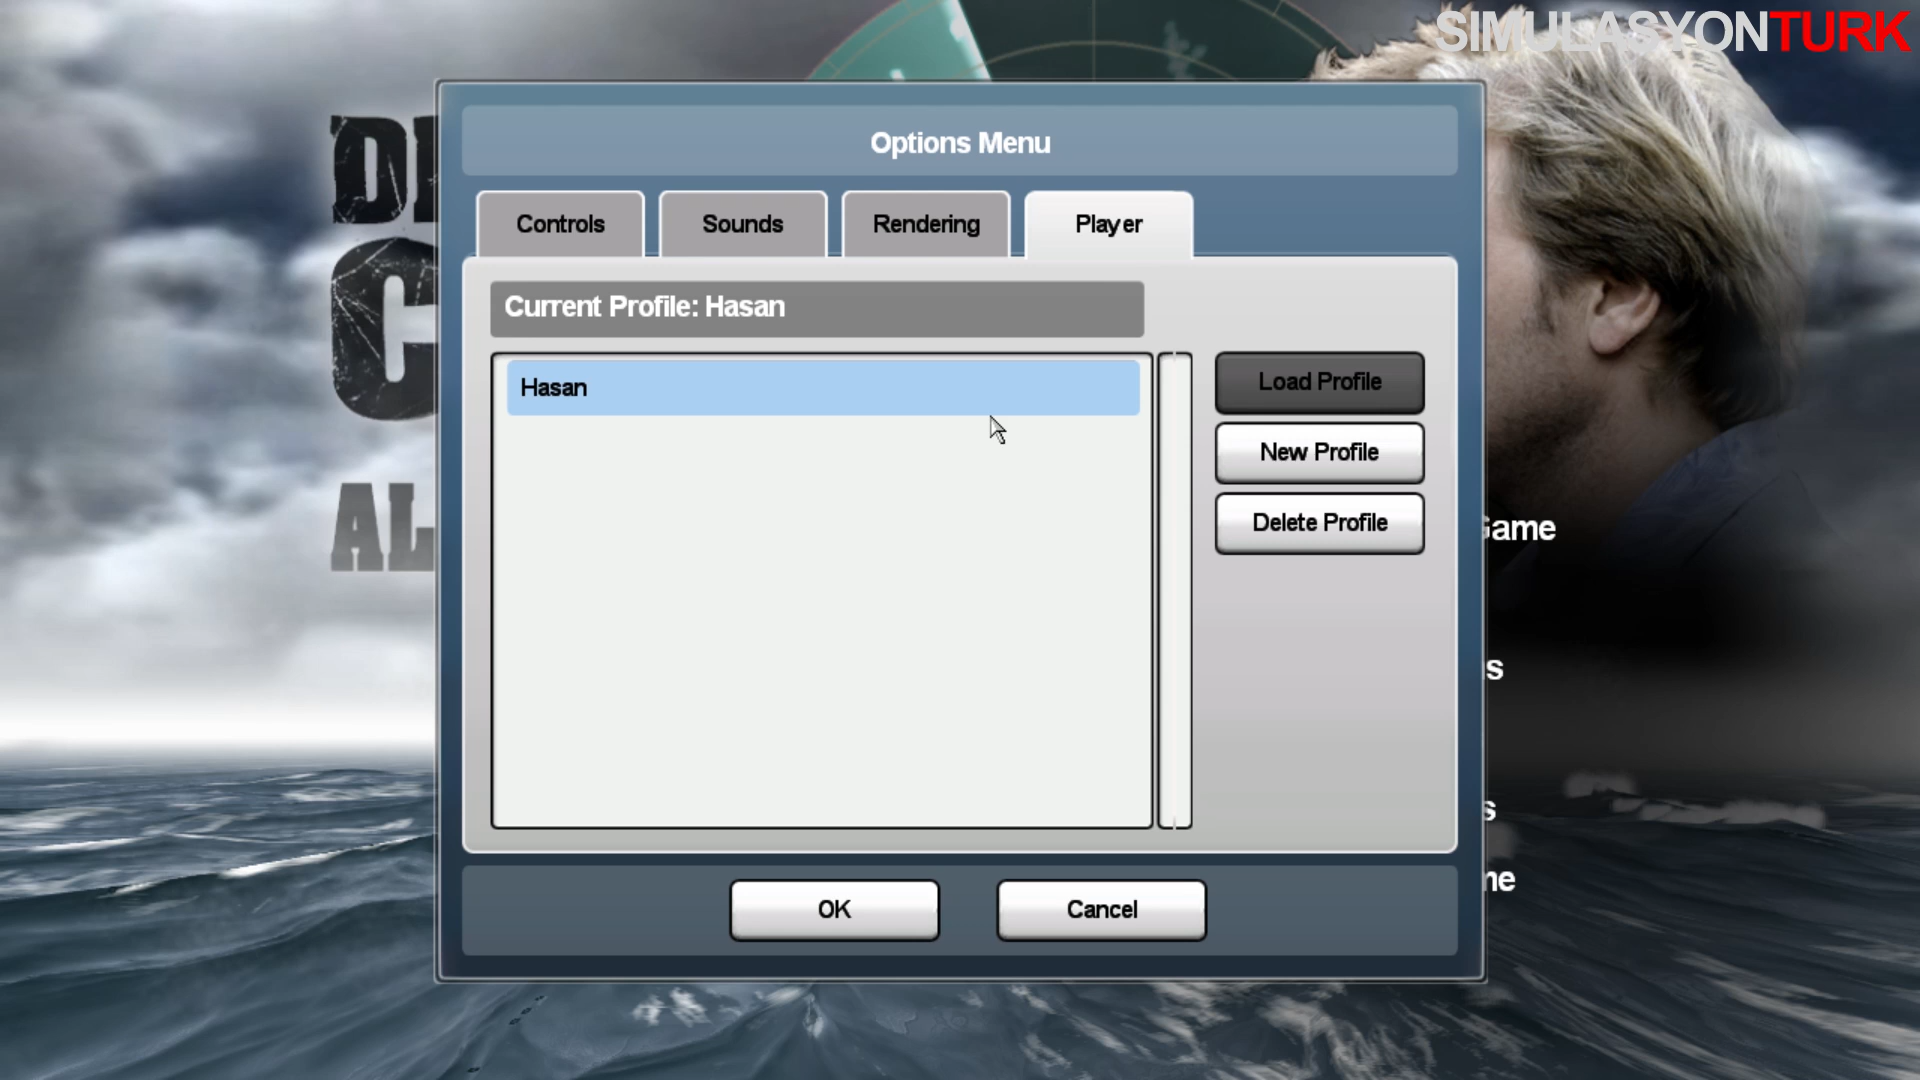 SIMULASYONTURK
Options Menu
Controls
Sounds
Rendering
Player
Current Profile: Hasan
Hasan
Load Profile
New Profile
Delete Profile
OK
Cancel
AL